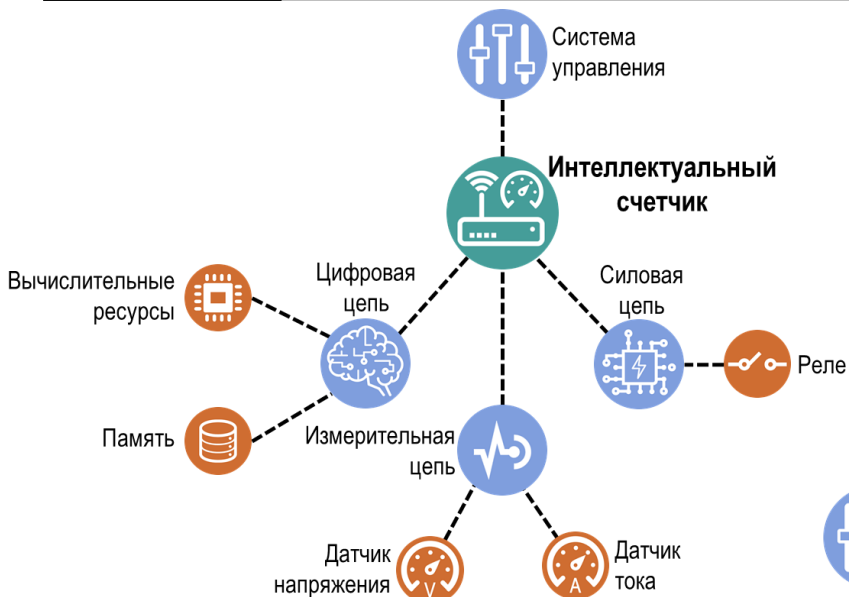 Система
управления
Интеллектуальный
счетчик
Вычислительные
ресурсы
Цифровая
цепь
Силовая
цепь
Реле
Память
Измерительная
цепь
Датчик
напряжения
V
Датчик
тока
A